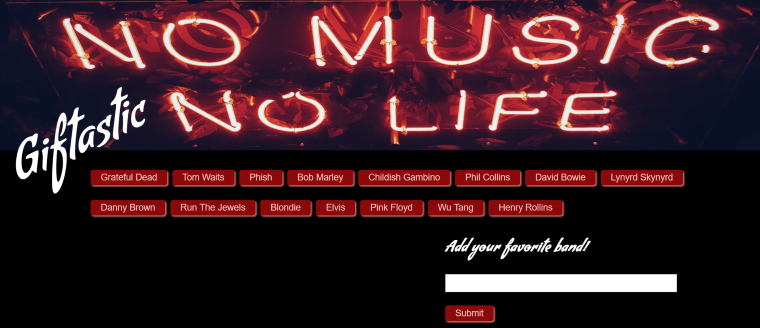 NO MUSIC
NO LIFE
Giftastic
Grateful Dead Tom Waits Phish Bob Marley Childish Gambino Phil Collins David Bowie Lynyrd Skynyrd
Danny Brown Run The Jewels Blondie Elvis Pink Floyd Wu Tang Henry Rollins
Add your favorite band!
Submit